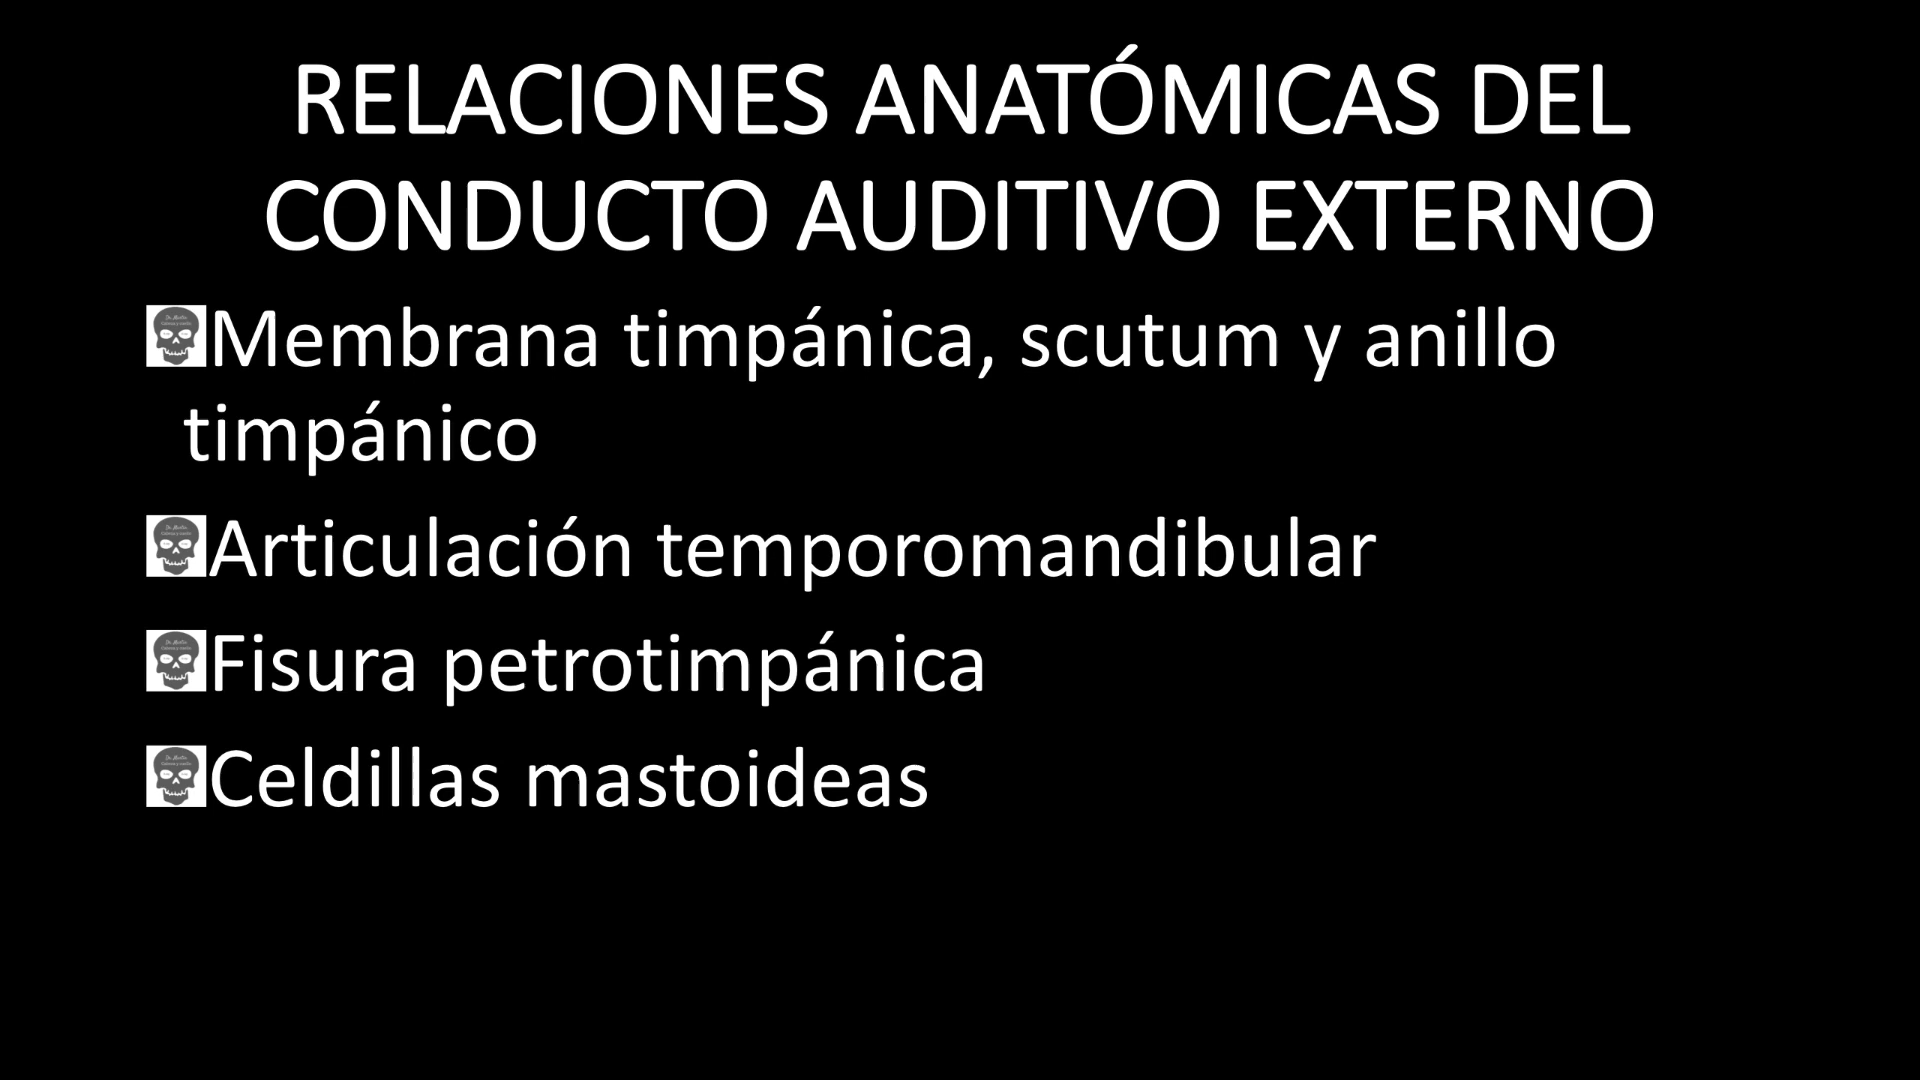 RELACIONES ANATÓMICAS DEL
CONDUCTO AUDITIVO EXTERNO
Membrana timpánica, scutum y anillo
timpánico
Articulación temporomandibular
Fisura petrotimpánica
Celdillas mastoideas